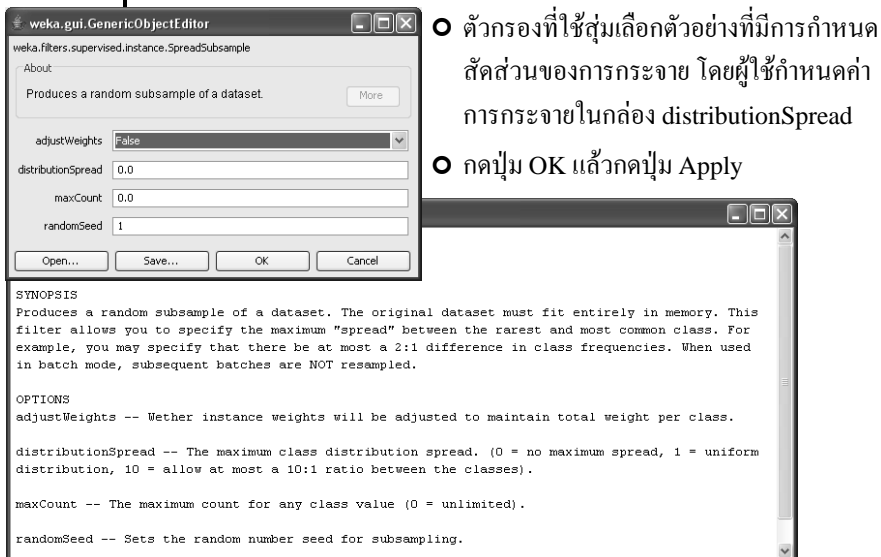 weka.gui.GenericObjectEditor
weka.filters.supervised.instance.SpreadSubsample
About
Produces a random subsample of a dataset.
More
adjustWeights False
distributionSpread 0.0
maxCount 0.0
randomSeed 1
Open... Save... OK Cancel
ตัวกรองที่ใช้สุ่มเลือกตัวอย่างที่มีการกำหนด
สัดส่วนของการกระจาย โดยผู้ใช้กำหนดค่า
การกระจายในกล่อง distributionSpread
กดปุ่ม OK แล้วกดปุ่ม Apply
SYNOPSIS
Produces a random subsample of a dataset. The original dataset must fit entirely in memory. This
filter allows you to specify the maximum "spread" between the rarest and most common class. For
example, you may specify that there be at most a 2:1 difference in class frequencies. When used
in batch mode, subsequent batches are NOT resampled.
OPTIONS
adjustWeights -- Wether instance weights will be adjusted to maintain total weight per class.
distributionSpread -- The maximum class distribution spread. (0 = no maximum spread, 1 = uniform
distribution, 10 = allow at most a 10:1 ratio between the classes).
maxCount -- The maximum count for any class value (0 = unlimited).
randomSeed -- Sets the random number seed for subsampling.